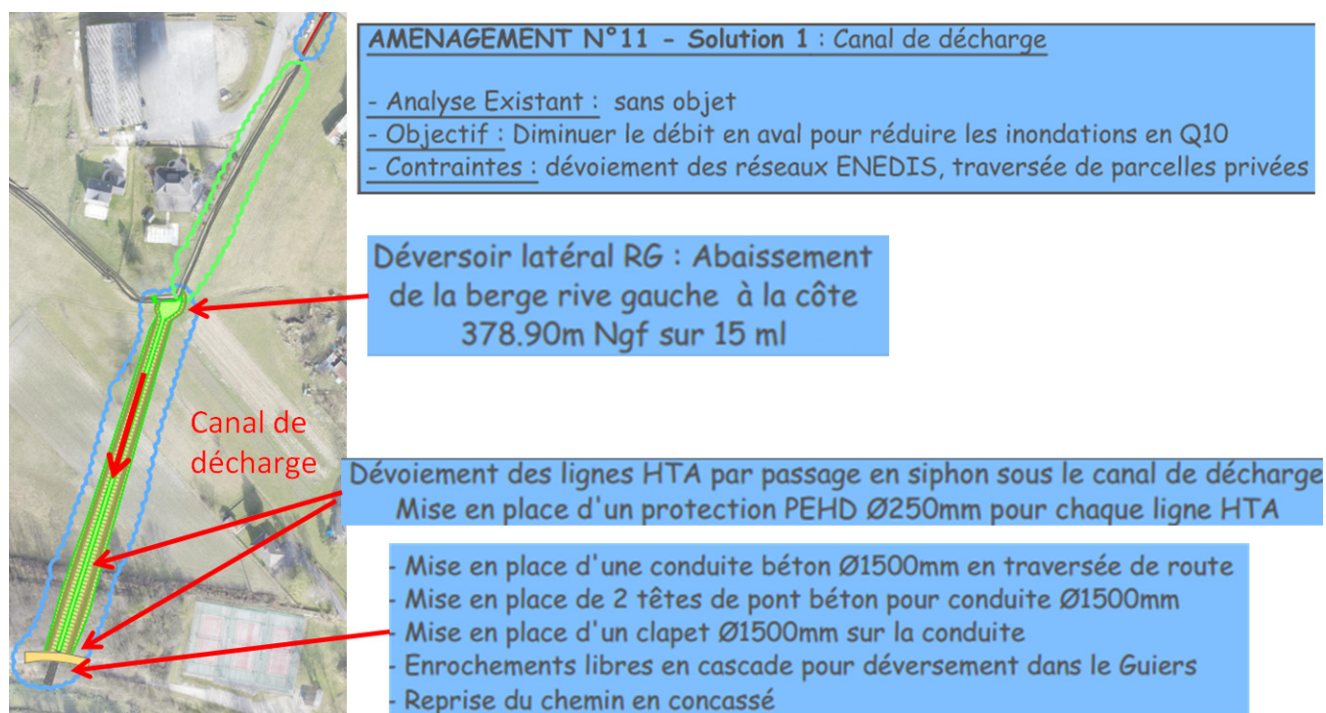 AMENAGEMENT N°11 - Solution 1 : Canal de décharge
- Analyse Existant : sans objet
- Objectif : Diminuer le débit en aval pour réduire les inondations en Q10
- Contraintes : dévoiement des réseaux ENEDIS, traversée de parcelles privées
Déversoir latéral RG : Abaissement
de la berge rive gauche à la côte
378.90m Ngf sur 15 ml
Canal de
décharge
Dévoiement des lignes HTA par passage en siphon sous le canal de décharge
Mise en place d'un protection PEHD Ø250mm pour chaque ligne HTA
- Mise en place d'une conduite béton Ø1500mm en traversée de route
- Mise en place de 2 têtes de pont béton pour conduite Ø1500mm
- Mise en place d'un clapet Ø1500mm sur la conduite
- Enrochements libres en cascade pour déversement dans le Guiers
- Reprise du chemin en concassé